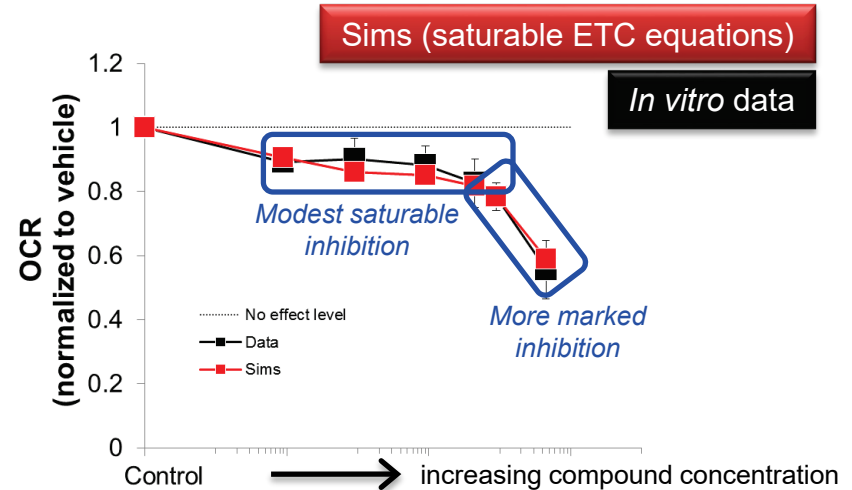 Sims (saturable ETC equations)
In vitro data
OCR
(normalized to vehicle)
1.2
1
0.8
0.6
0.4
0.2
0
Modest saturable
inhibition
More marked
inhibition
No effect level
Data
Sims
Control
increasing compound concentration